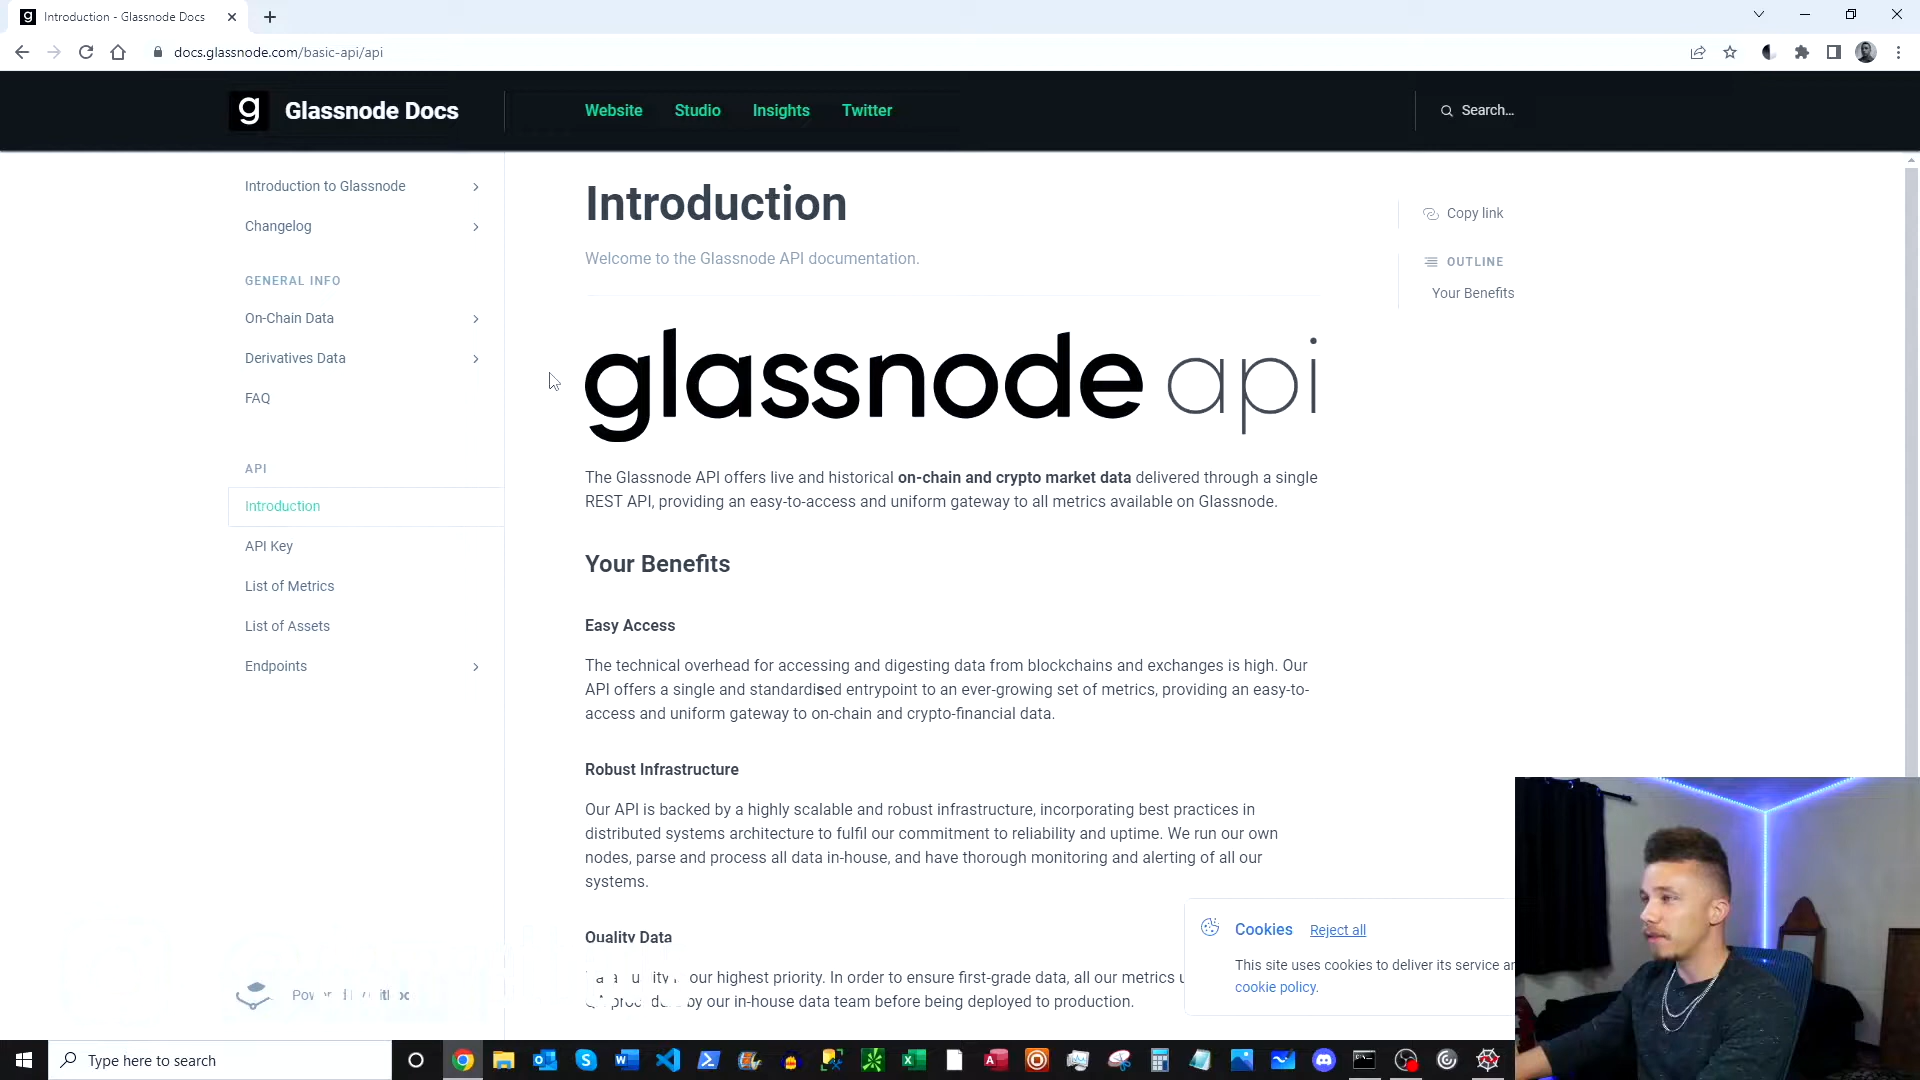 Introduction - Glassnode Docs
docs.glassnode.com/basic-api/api
g
Glassnode Docs
Website
Studio
Insights
Twitter
Search...
Introduction to Glassnode
Changelog
GENERAL INFO
On-Chain Data
Derivatives Data
FAQ
API
Introduction
API Key
List of Metrics
List of Assets
Endpoints
Introduction
Welcome to the Glassnode API documentation.
glassnode api
The Glassnode API offers live and historical on-chain and crypto market data delivered through a single
REST API, providing an easy-to-access and uniform gateway to all metrics available on Glassnode.
Your Benefits
Easy Access
The technical overhead for accessing and digesting data from blockchains and exchanges is high. Our
API offers a single and standardised entrypoint to an ever-growing set of metrics, providing an easy-to-
access and uniform gateway to on-chain and crypto-financial data.
Robust Infrastructure
Our API is backed by a highly scalable and robust infrastructure, incorporating best practices in
distributed systems architecture to fulfil our commitment to reliability and uptime. We run our own
nodes, parse and process all data in-house, and have thorough monitoring and alerting of all our
systems.
Quality Data
our highest priority. In order to ensure first-grade data, all our metrics
by our in-house data team before being deployed to production.
Copy link
OUTLINE
Your Benefits
Cookies
Reject all
This site uses cookies to deliver its service
cookie policy.
Type here to search